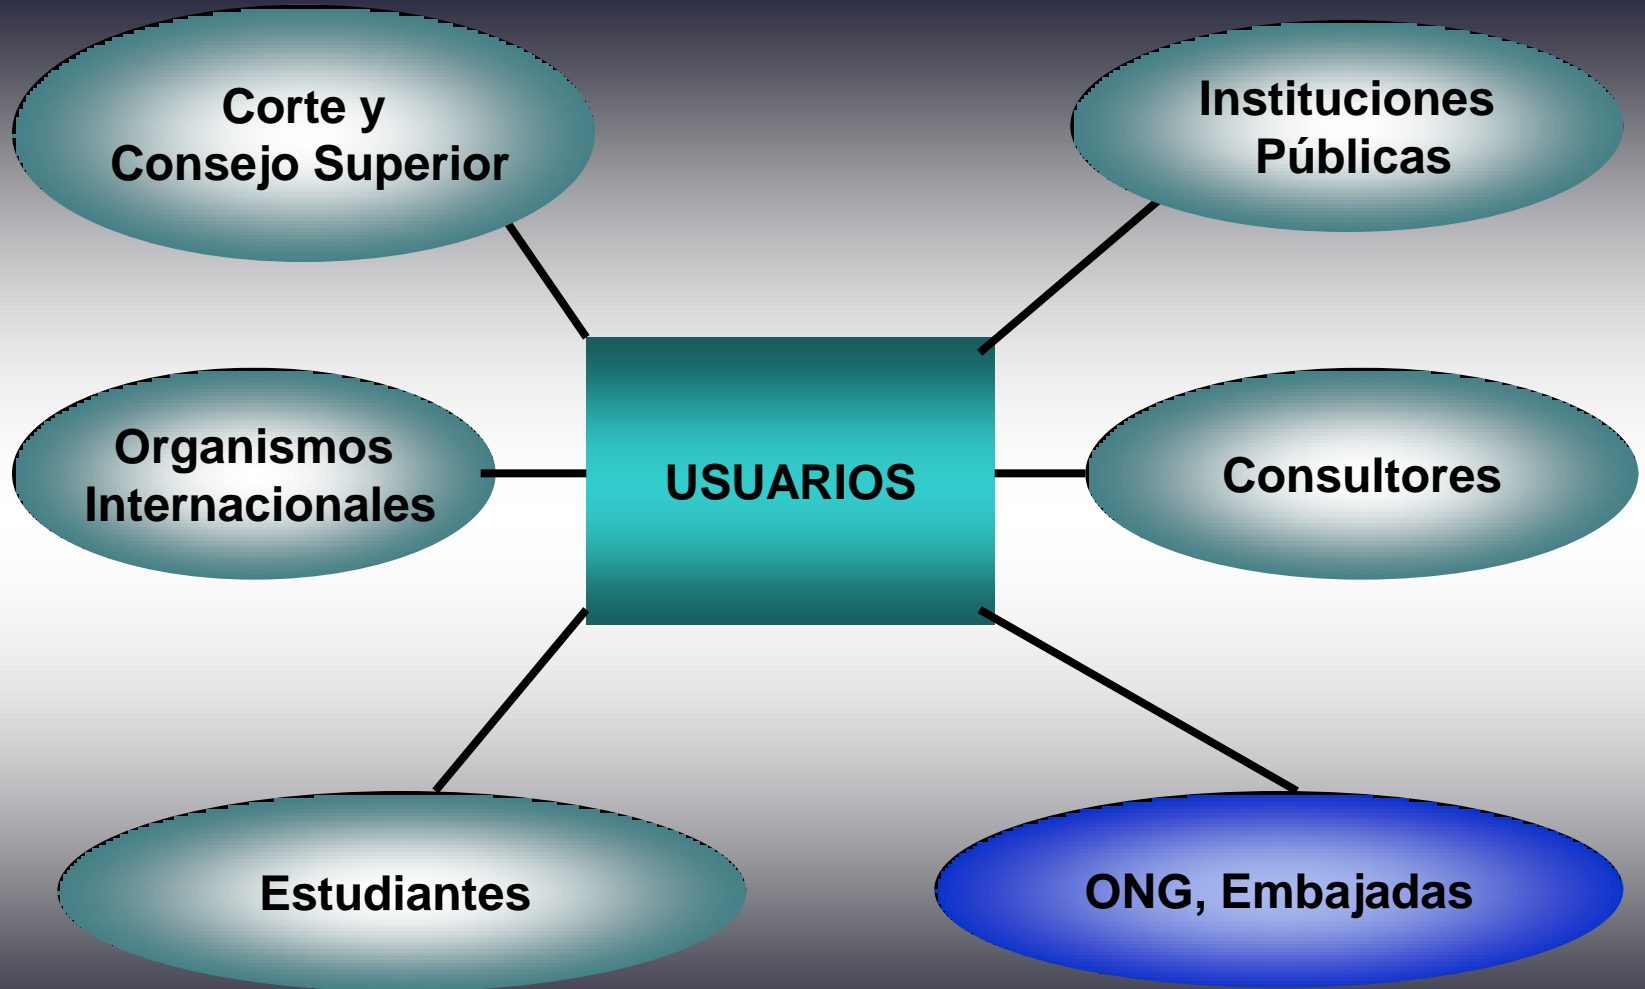 Corte y
Consejo Superior
Instituciones
Públicas
Organismos
Internacionales
USUARIOS
Consultores
Estudiantes
ONG, Embajadas